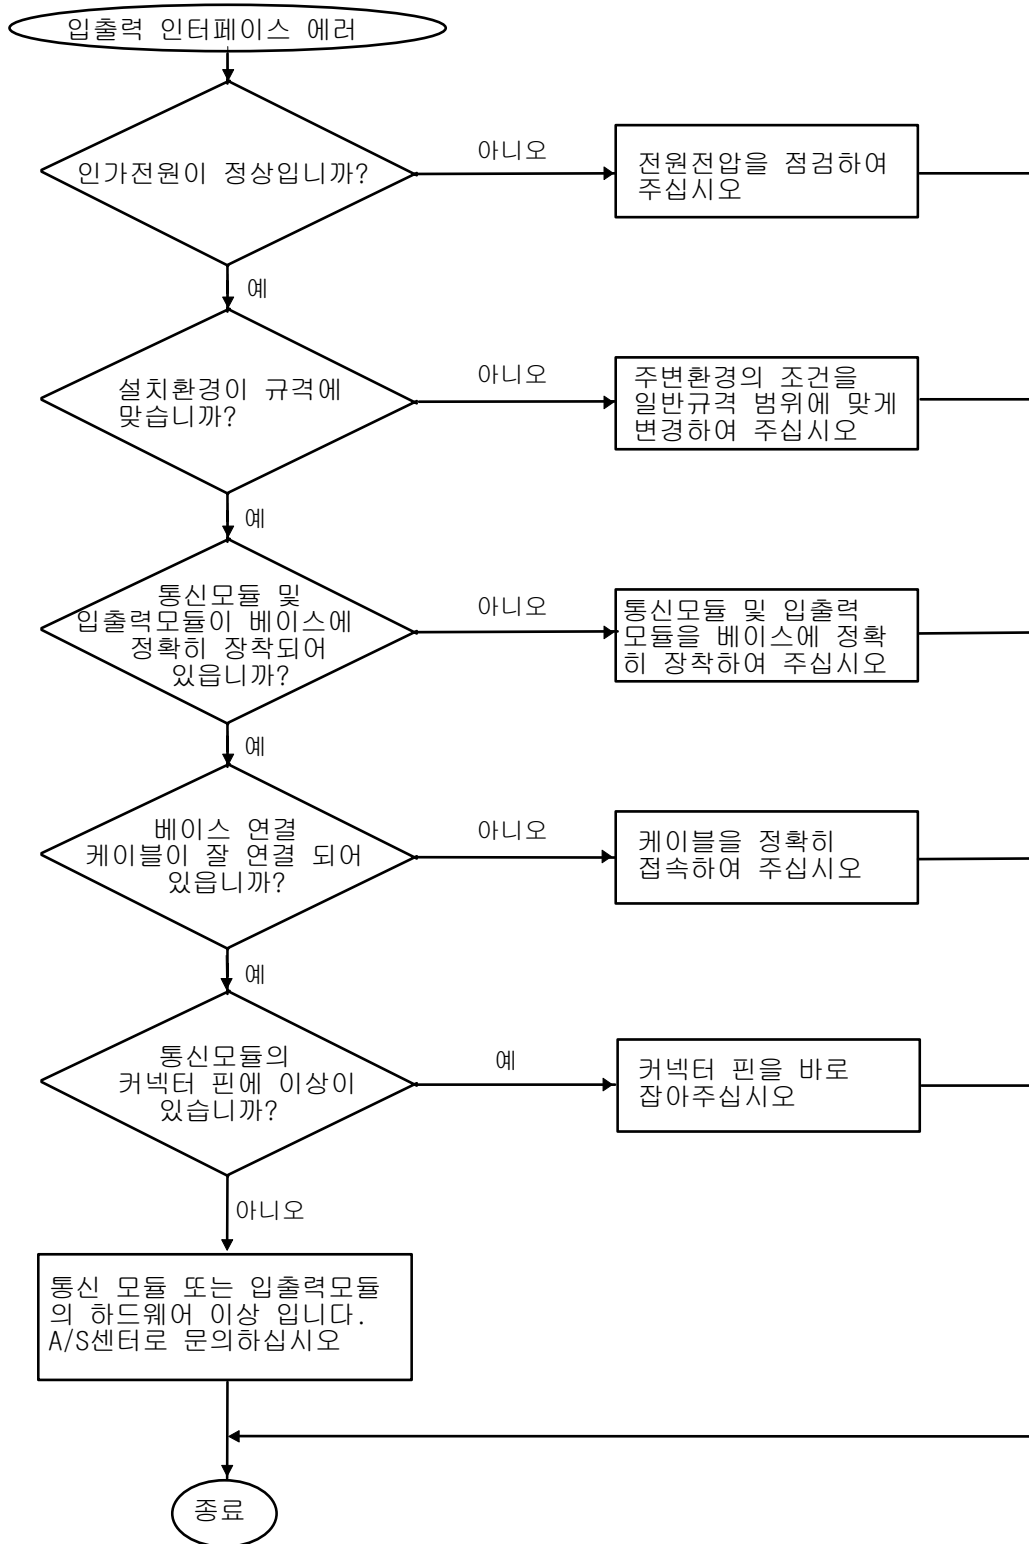 입출력 인터페이스 에러
인가전원이 정상입니까?
아니오
전원전압을 점검하여
주십시오
예
설치환경이 규격에
맞습니까?
아니오
주변환경의 조건을
일반규격 범위에 맞게
변경하여 주십시오
예
통신모듈 및
입출력모듈이 베이스에
정확히 장착되어
있읍니까?
아니오
통신모듈 및 입출력
모듈을 베이스에 정확
히 장착하여 주십시오
예
베이스 연결
케이블이 잘 연결 되어
있읍니까?
아니오
케이블을 정확히
접속하여 주십시오
예
통신모듈의
커넥터 핀에 이상이
있습니까?
예
커넥터 핀을 바로
잡아주십시오
아니오
통신 모듈 또는 입출력모듈
의 하드웨어 이상 입니다.
A/S센터로 문의하십시오
종료